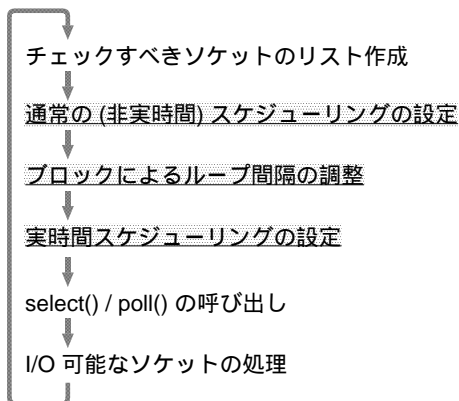 チェックすべきソケットのリスト作成
通常の (非実時間) スケジューリングの設定
ブロックによるループ間隔の調整
実時間スケジューリングの設定
select() / poll() の呼び出し
I/O 可能なソケットの処理